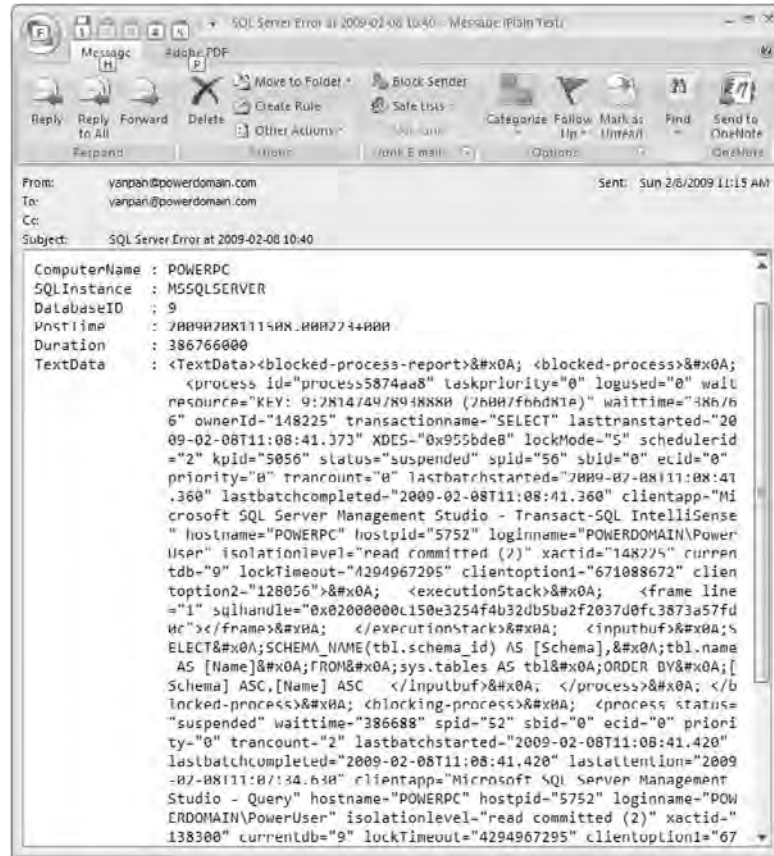 SQL Server Error at 2009-02-08 10:40 - Message (Plain Text)
Message
Adobe PDF
H
P
Move to Folder
Block Sender
Create Rule
Safe Lists
Other Actions
Reply
Reply to All
Forward
Delete
Categorize
Follow Up
Mark as Unread
Find
Send to OneNote
Respond
Actions
Junk E-mail
Options
OneNote
From: vanpan@powerdomain.com
Sent: Sun 2/8/2009 11:15 AM
To: vanpan@powerdomain.com
Cc:
Subject: SQL Server Error at 2009-02-08 10:40
ComputerName : POWERPC
SQLInstance : MSSQLSERVER
DatabaseID : 9
PostTime : 20090208111508.000223+000
Duration : 386766000
TextData : <TextData><blocked-process-report>&#x0A; <blocked-process>&#x0A;
<process id="process5874aa8" taskpriority="0" logused="0" wait
resource="KEY: 9:281474978938880 (26007f66d81e)" waittime="38676
6" ownerId="148225" transactionname="SELECT" lasttranstarted="20
09-02-08T11:08:41.373" XDES="0x955bde8" lockMode="S" schedulerid
="2" kpid="5056" status="suspended" spid="56" sbid="0" ecid="0"
priority="0" trancount="0" lastbatchstarted="2009-02-08T11:08:41
.360" lastbatchcompleted="2009-02-08T11:08:41.360" clientapp="Mi
crosoft SQL Server Management Studio - Transact-SQL IntelliSense
" hostname="POWERPC" hostpid="5752" loginname="POWERDOMAIN\Power
User" isolationlevel="read committed (2)" xactid="148225" curren
tdb="9" lockTimeout="4294967295" clientoption1="671088672" clien
toption2="128056">&#x0A; <executionStack>&#x0A; <frame line
="1" sqlhandle="0x02000000c150e3254f4b32db5ba2f2037d0fc3873a57fd
0c"></frame>&#x0A; </executionStack>&#x0A; <inputbuf>&#x0A;S
ELECT&#x0A;SCHEMA_NAME(tbl.schema_id) AS [Schema],&#x0A;tbl.name
AS [Name]&#x0A;FROM&#x0A;sys.tables AS tbl&#x0A;ORDER BY&#x0A;[
Schema] ASC,[Name] ASC </inputbuf>&#x0A; </process>&#x0A; </b
locked-process>&#x0A; <blocking-process>&#x0A; <process status=
"suspended" waittime="386688" spid="52" sbid="0" ecid="0" priori
ty="0" trancount="2" lastbatchstarted="2009-02-08T11:08:41.420"
lastbatchcompleted="2009-02-08T11:08:41.420" lastattention="2009
-02-08T11:07:34.630" clientapp="Microsoft SQL Server Management
Studio - Query" hostname="POWERPC" hostpid="5752" loginname="POW
ERDOMAIN\PowerUser" isolationlevel="read committed (2)" xactid="
138300" currentdb="9" lockTimeout="4294967295" clientoption1="67